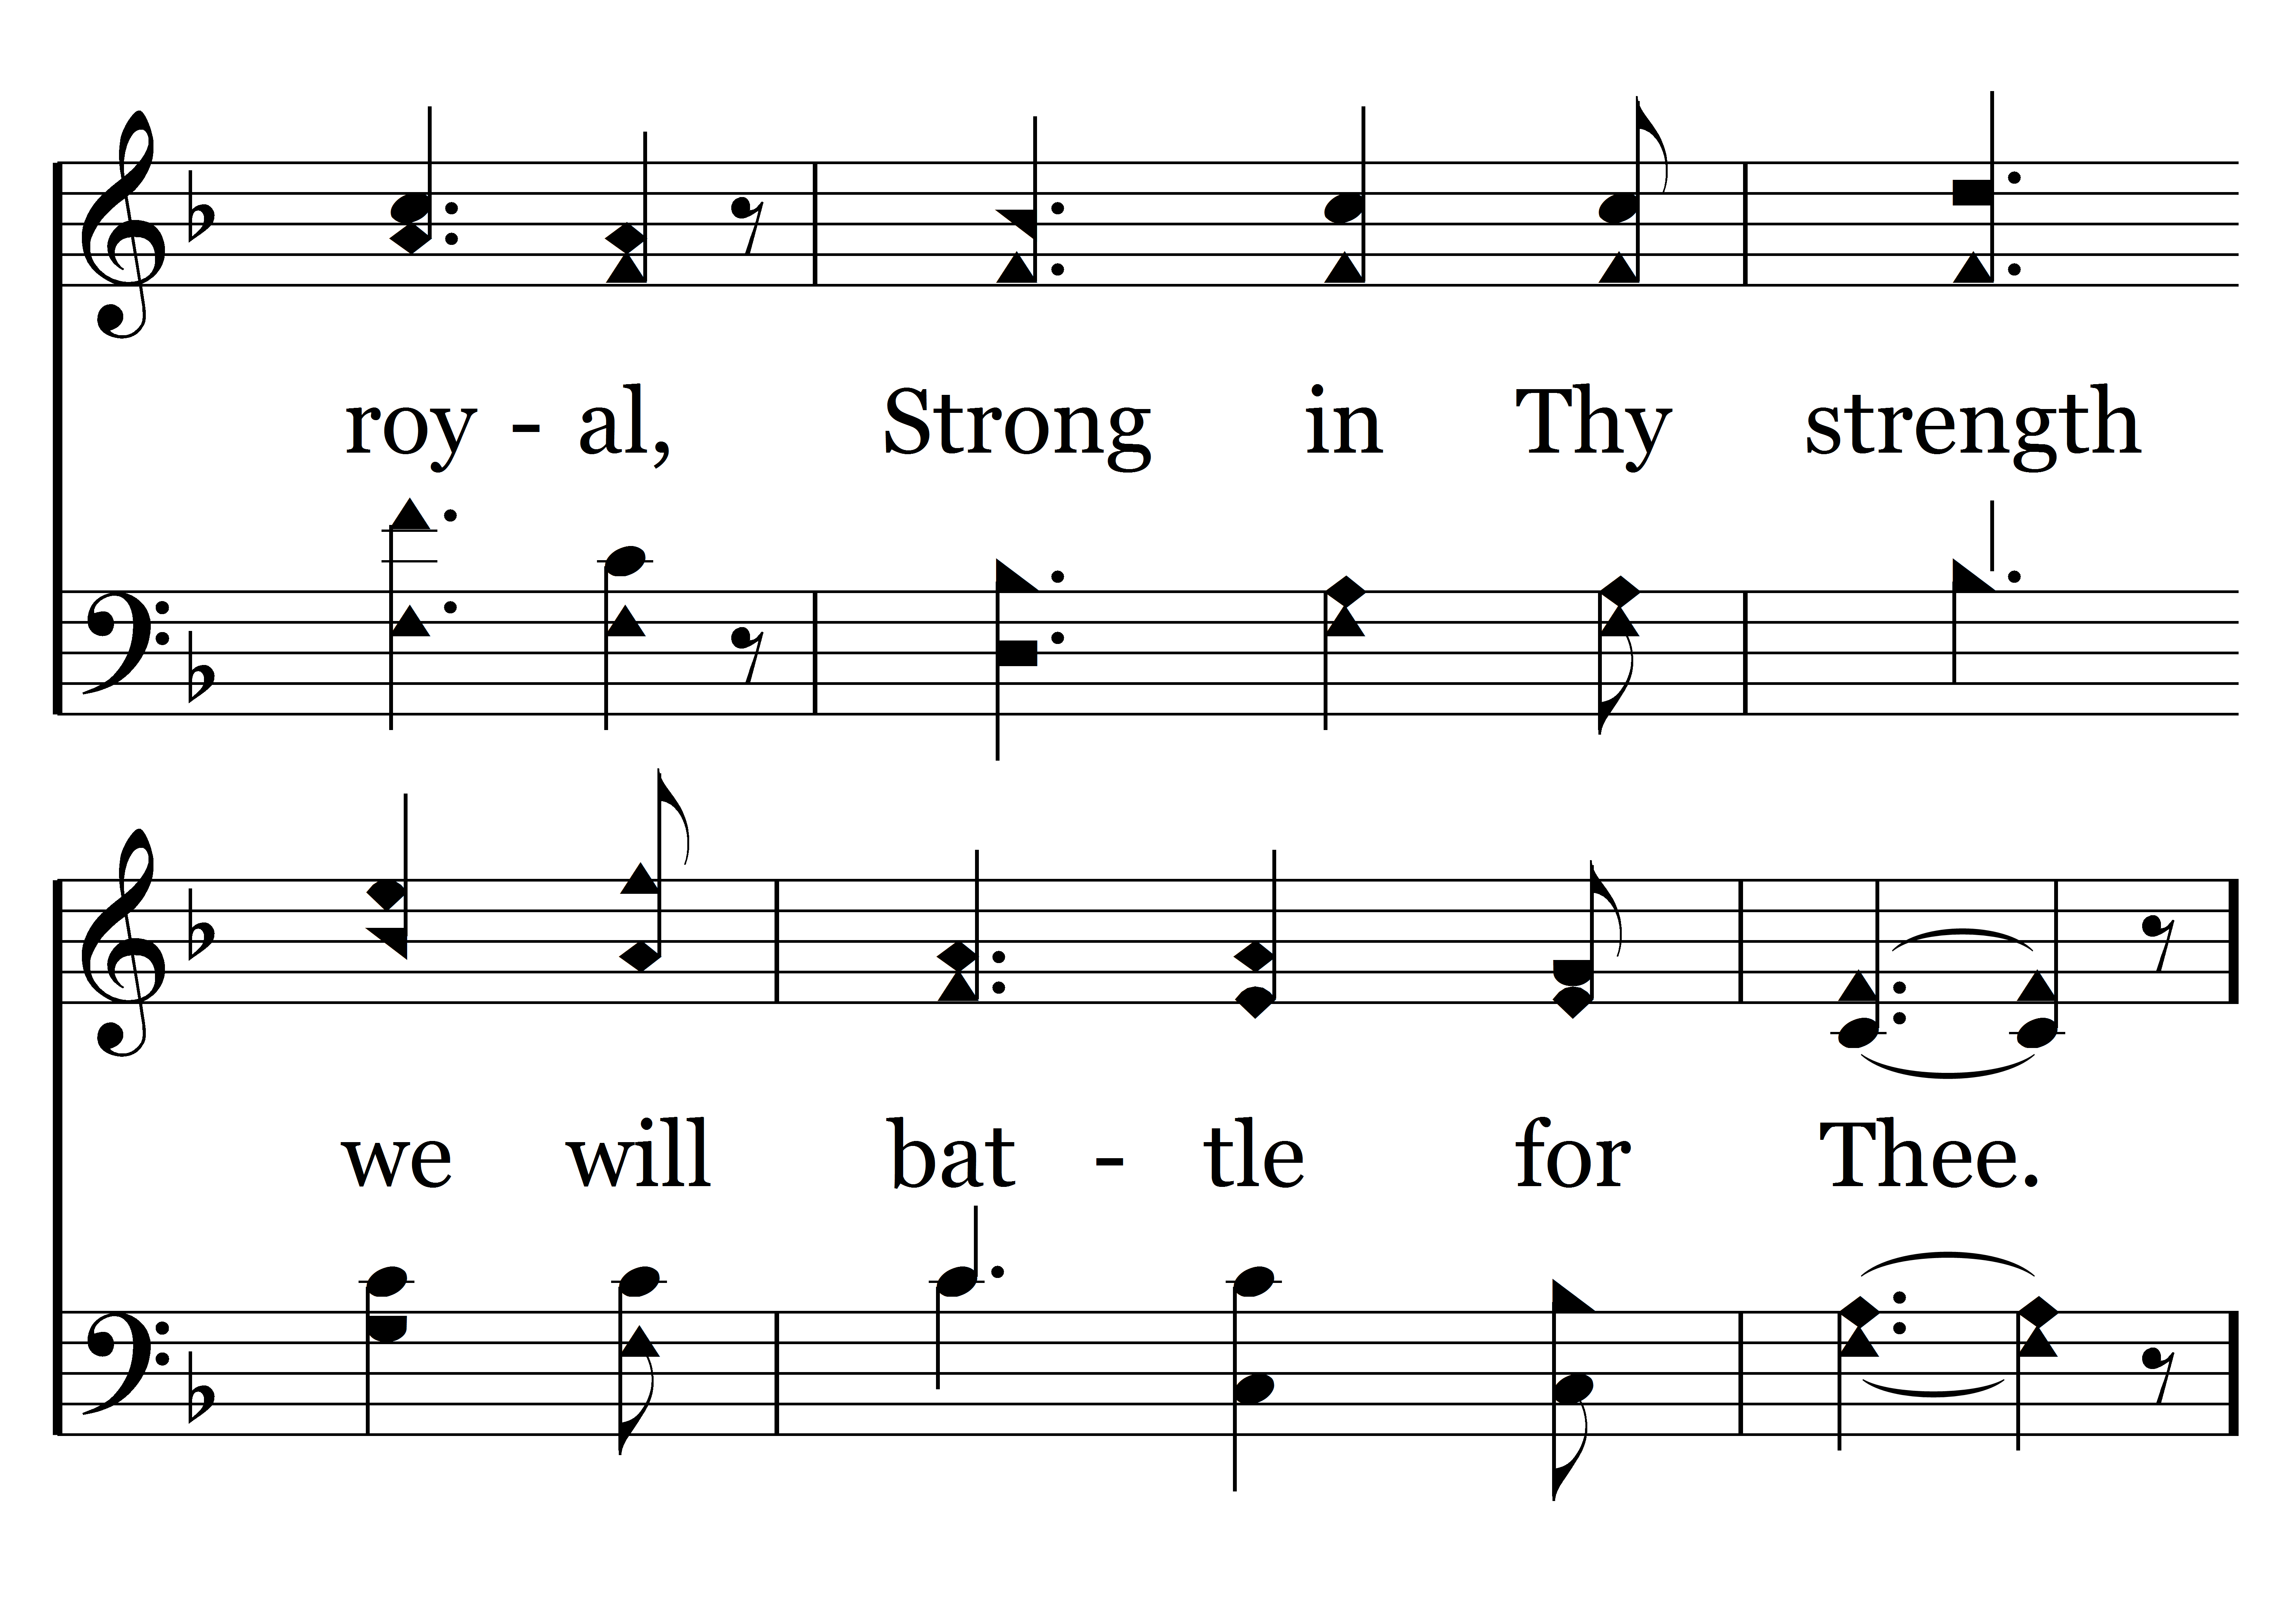 roy - al, Strong in Thy strength
we will bat - tle for Thee.